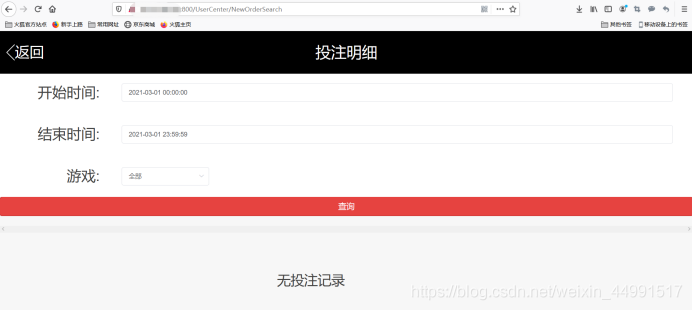 :800/UserCenter/NewOrderSearch
火狐官方站点 新手上路 常用网址 京东商城 火狐主页 其他书签 移动设备上的书签
返回 投注明细
开始时间: 2021-03-01 00:00:00
结束时间: 2021-03-01 23:59:59
游戏: 全部
查询
无投注记录
https://blog.csdn.net/weixin_44991517